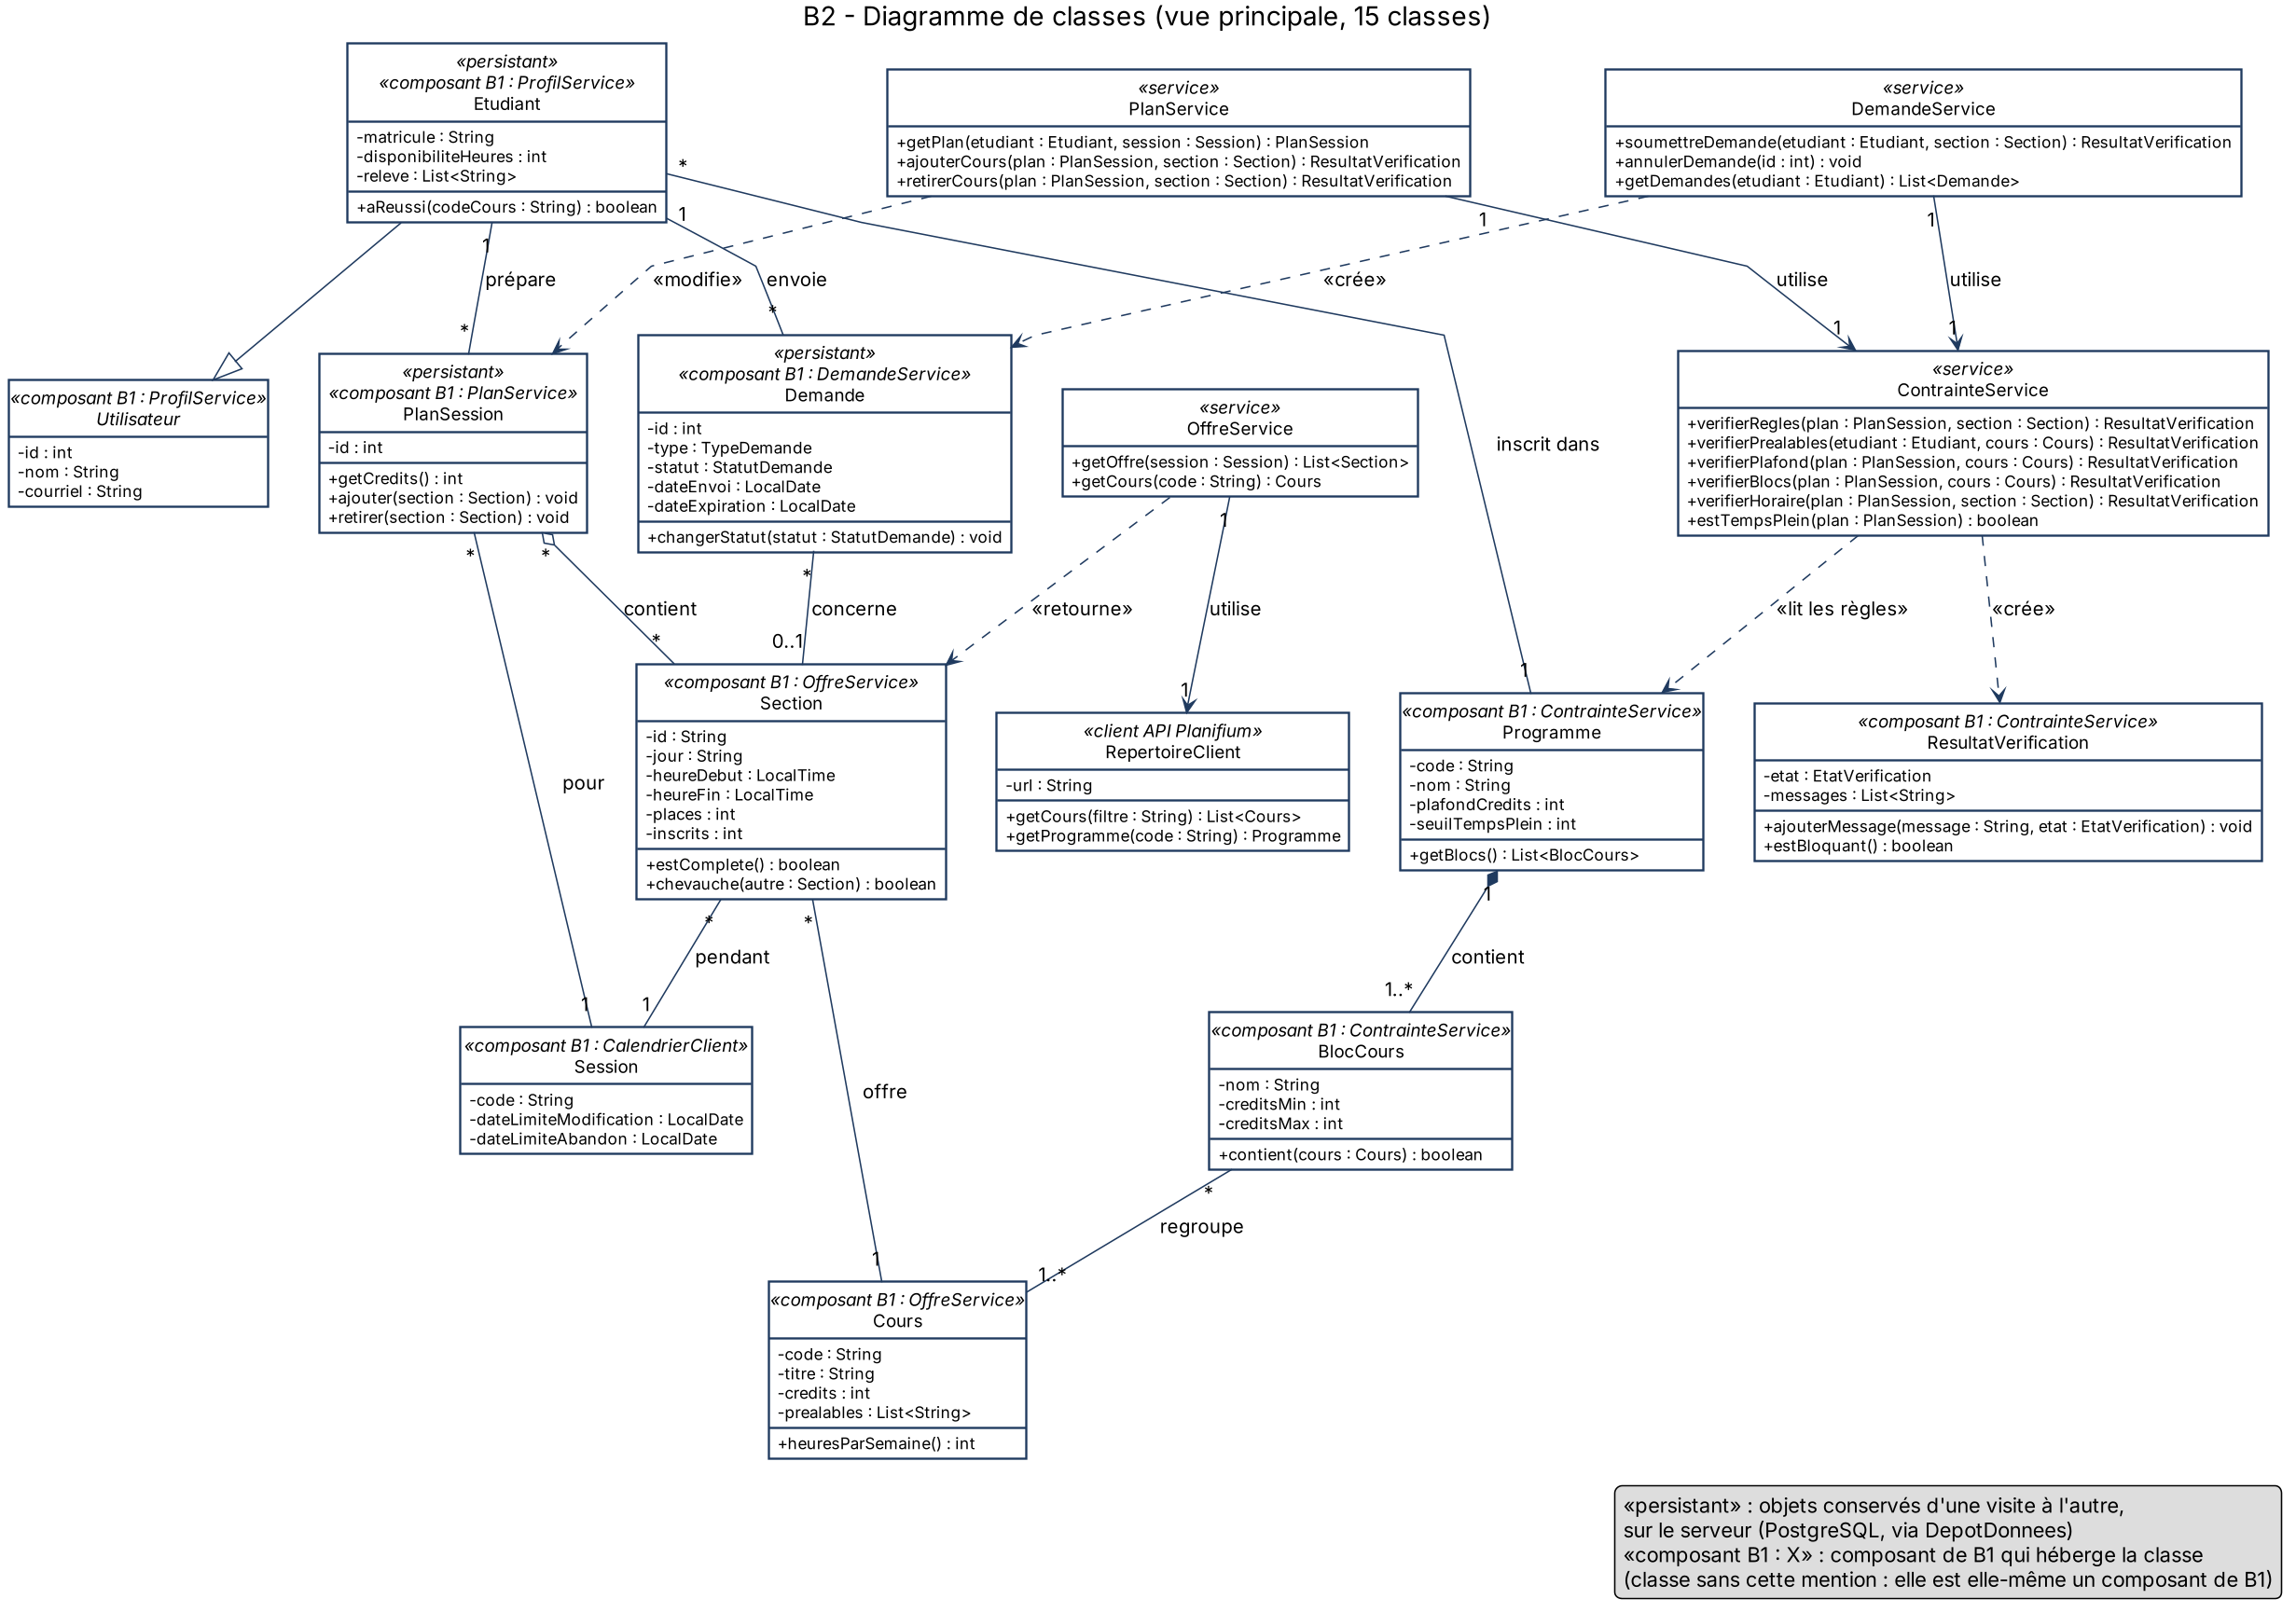 B2 - Diagramme de classes (vue principale, 15 classes)
«persistant»
«composant B1 : ProfilService»
Etudiant
-matricule : String
-disponibiliteHeures : int
-releve : List<String>
+aReussi(codeCours : String) : boolean
«service»
PlanService
+getPlan(etudiant : Etudiant, session : Session) : PlanSession
+ajouterCours(plan : PlanSession, section : Section) : ResultatVerification
+retirerCours(plan : PlanSession, section : Section) : ResultatVerification
«service»
DemandeService
+soumettreDemande(etudiant : Etudiant, section : Section) : ResultatVerification
+annulerDemande(id : int) : void
+getDemandes(etudiant : Etudiant) : List<Demande>
*
1
1
1
1
prépare
«modifie»
envoie
«crée»
utilise
utilise
*
*
1
1
«composant B1 : ProfilService»
Utilisateur
-id : int
-nom : String
-courriel : String
«persistant»
«composant B1 : PlanService»
PlanSession
-id : int
+getCredits() : int
+ajouter(section : Section) : void
+retirer(section : Section) : void
«persistant»
«composant B1 : DemandeService»
Demande
-id : int
-type : TypeDemande
-statut : StatutDemande
-dateEnvoi : LocalDate
-dateExpiration : LocalDate
+changerStatut(statut : StatutDemande) : void
«service»
OffreService
+getOffre(session : Session) : List<Section>
+getCours(code : String) : Cours
inscrit dans
«service»
ContrainteService
+verifierRegles(plan : PlanSession, section : Section) : ResultatVerification
+verifierPrealables(etudiant : Etudiant, cours : Cours) : ResultatVerification
+verifierPlafond(plan : PlanSession, cours : Cours) : ResultatVerification
+verifierBlocs(plan : PlanSession, cours : Cours) : ResultatVerification
+verifierHoraire(plan : PlanSession, section : Section) : ResultatVerification
+estTempsPlein(plan : PlanSession) : boolean
*
*
*
1
contient
concerne
«retourne»
utilise
«lit les règles»
«crée»
*
0..1
1
1
«composant B1 : OffreService»
Section
-id : String
-jour : String
-heureDebut : LocalTime
-heureFin : LocalTime
-places : int
-inscrits : int
+estComplete() : boolean
+chevauche(autre : Section) : boolean
«client API Planifium»
RepertoireClient
-url : String
+getCours(filtre : String) : List<Cours>
+getProgramme(code : String) : Programme
«composant B1 : ContrainteService»
Programme
-code : String
-nom : String
-plafondCredits : int
-seuilTempsPlein : int
+getBlocs() : List<BlocCours>
«composant B1 : ContrainteService»
ResultatVerification
-etat : EtatVerification
-messages : List<String>
+ajouterMessage(message : String, etat : EtatVerification) : void
+estBloquant() : boolean
pour
*
*
1
pendant
contient
1
1
1..*
«composant B1 : CalendrierClient»
Session
-code : String
-dateLimiteModification : LocalDate
-dateLimiteAbandon : LocalDate
offre
«composant B1 : ContrainteService»
BlocCours
-nom : String
-creditsMin : int
-creditsMax : int
+contient(cours : Cours) : boolean
*
regroupe
1
1..*
«composant B1 : OffreService»
Cours
-code : String
-titre : String
-credits : int
-prealables : List<String>
+heuresParSemaine() : int
«persistant» : objets conservés d'une visite à l'autre,
sur le serveur (PostgreSQL, via DepotDonnees)
«composant B1 : X» : composant de B1 qui héberge la classe
(classe sans cette mention : elle est elle-même un composant de B1)